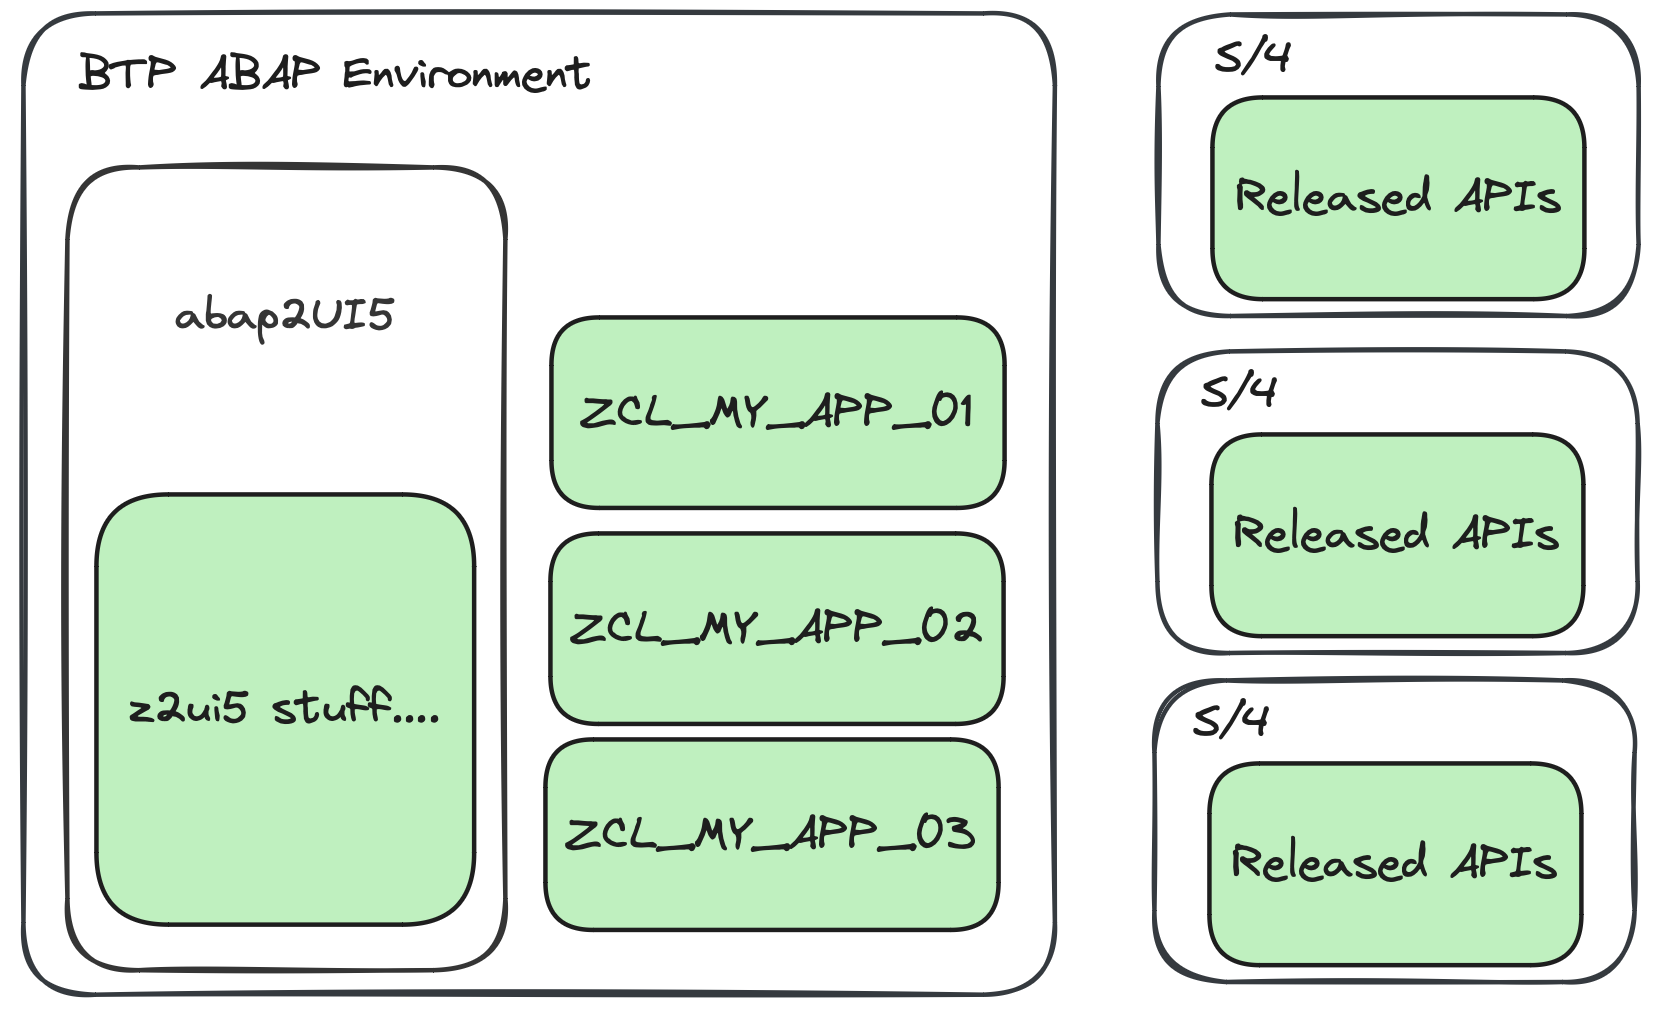 BTP ABAP Environment
abap2UI5
z2ui5 stuff....
ZCL_MY_APP_01
ZCL_MY_APP_02
ZCL_MY_APP_03
S/4
Released APIs
S/4
Released APIs
S/4
Released APIs